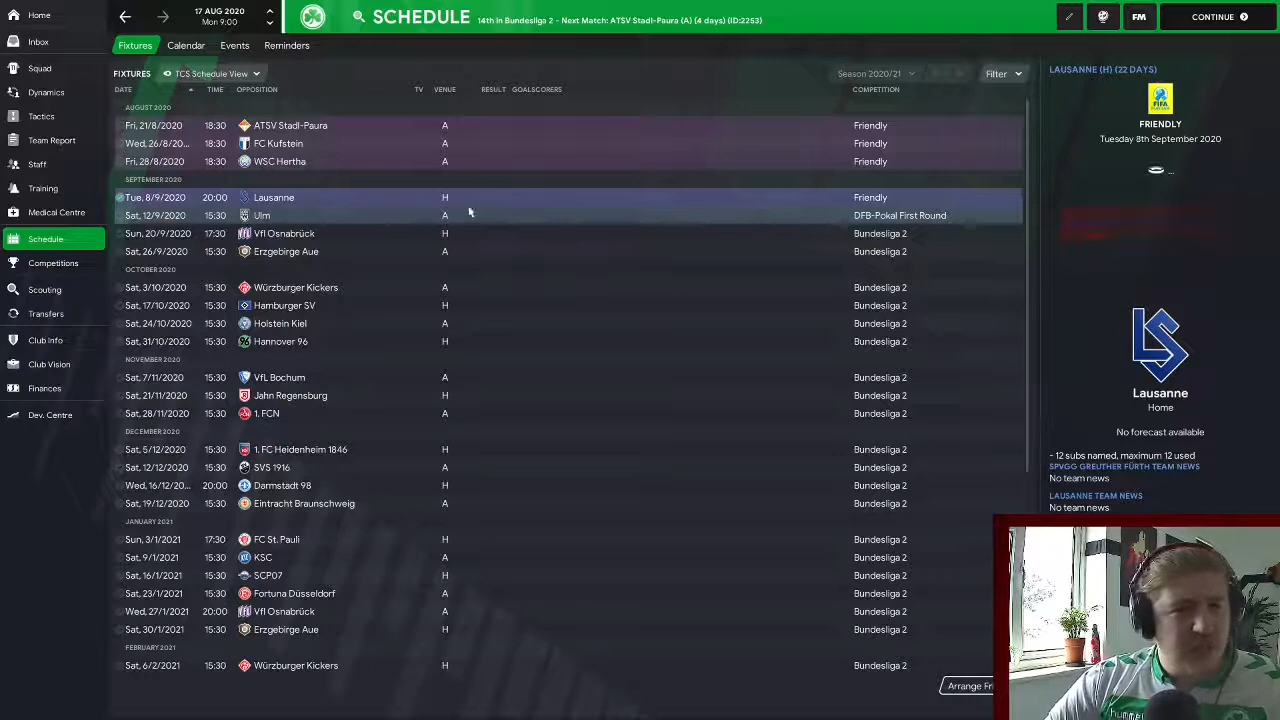 Home
Inbox
Squad
Dynamics
Tactics
Team Report
Staff
Training
Medical Centre
Schedule
Competitions
Scouting
Transfers
Club Info
Club Vision
Finances
Dev. Centre
17 AUG 2020
Mon 9:00
SCHEDULE
14th in Bundesliga 2 - Next Match: ATSV Stadl-Paura (A) (4 days) (ID:2253)
FM
CONTINUE
Fixtures Calendar Events Reminders
FIXTURES TCS Schedule View Season 2020/21 Filter
DATE TIME OPPOSITION TV VENUE RESULT GOALSCORERS COMPETITION
AUGUST 2020
Fri, 21/8/2020 18:30 ATSV Stadl-Paura A Friendly
Wed, 26/8/20... 18:30 FC Kufstein A Friendly
Fri, 28/8/2020 18:30 WSC Hertha A Friendly
SEPTEMBER 2020
Tue, 8/9/2020 20:00 Lausanne H Friendly
Sat, 12/9/2020 15:30 Ulm A DFB-Pokal First Round
Sun, 20/9/2020 17:30 Vfl Osnabrück H Bundesliga 2
Sat, 26/9/2020 15:30 Erzgebirge Aue A Bundesliga 2
OCTOBER 2020
Sat, 3/10/2020 15:30 Würzburger Kickers A Bundesliga 2
Sat, 17/10/2020 15:30 Hamburger SV H Bundesliga 2
Sat, 24/10/2020 15:30 Holstein Kiel A Bundesliga 2
Sat, 31/10/2020 15:30 Hannover 96 H Bundesliga 2
NOVEMBER 2020
Sat, 7/11/2020 15:30 VfL Bochum A Bundesliga 2
Sat, 21/11/2020 15:30 Jahn Regensburg H Bundesliga 2
Sat, 28/11/2020 15:30 1. FCN A Bundesliga 2
DECEMBER 2020
Sat, 5/12/2020 15:30 1. FC Heidenheim 1846 H Bundesliga 2
Sat, 12/12/2020 15:30 SVS 1916 A Bundesliga 2
Wed, 16/12/20... 20:00 Darmstadt 98 H Bundesliga 2
Sat, 19/12/2020 15:30 Eintracht Braunschweig A Bundesliga 2
JANUARY 2021
Sun, 3/1/2021 17:30 FC St. Pauli H Bundesliga 2
Sat, 9/1/2021 15:30 KSC A Bundesliga 2
Sat, 16/1/2021 15:30 SCP07 H Bundesliga 2
Sat, 23/1/2021 15:30 Fortuna Düsseldorf A Bundesliga 2
Wed, 27/1/2021 20:00 Vfl Osnabrück A Bundesliga 2
Sat, 30/1/2021 15:30 Erzgebirge Aue H Bundesliga 2
FEBRUARY 2021
Sat, 6/2/2021 15:30 Würzburger Kickers H Bundesliga 2
Arrange Fri
LAUSANNE (H) (22 DAYS)
FIFA
FRIENDLY
Tuesday 8th September 2020
...
LS
Lausanne
Home
No forecast available
- 12 subs named, maximum 12 used
SPVGG GREUTHER FÜRTH TEAM NEWS
No team news
LAUSANNE TEAM NEWS
No team news